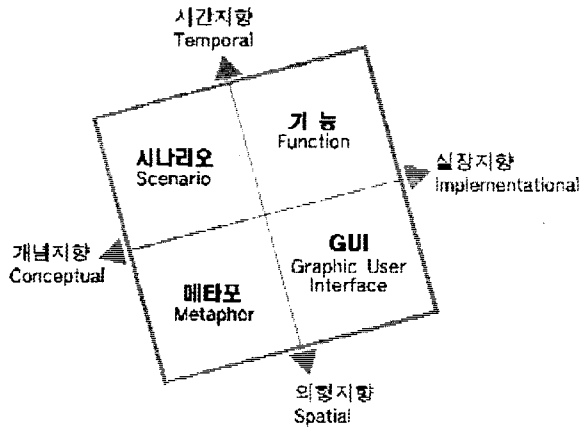 시간지향
Temporal
기 능
Function
시나리오
Scenario
실장지향
Implementational
GUI
Graphic User
Interface
개념지향
Conceptual
메타포
Metaphor
외형지향
Spatial